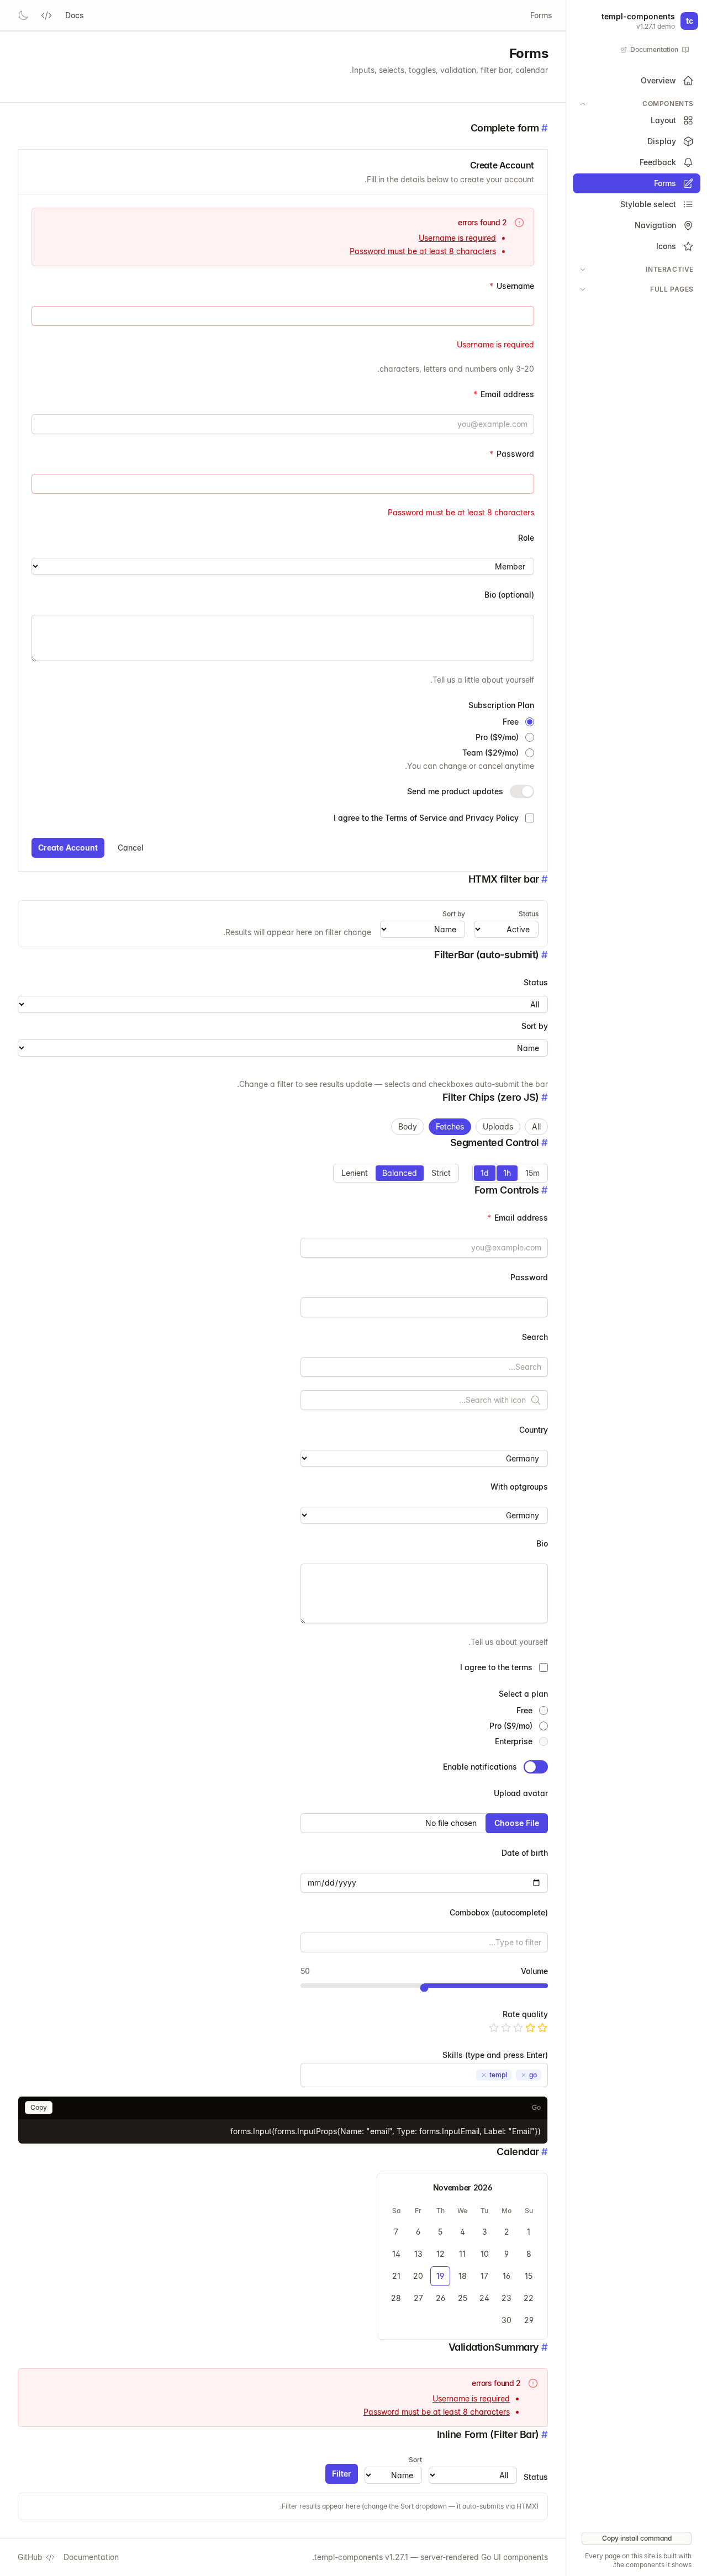 templ-components
v1.27.1 demo
tc
Documentation
Overview
COMPONENTS
Layout
Display
Feedback
Forms
Stylable select
Navigation
Icons
INTERACTIVE
FULL PAGES
Copy install command
Every page on this site is built with
.the components it shows
Docs
Forms
Forms
.Inputs, selects, toggles, validation, filter bar, calendar
Complete form #
Create Account
.Fill in the details below to create your account
errors found 2
Username is required
Password must be at least 8 characters
* Username
Username is required
.characters, letters and numbers only 3-20
* Email address
you@example.com
* Password
Password must be at least 8 characters
Role
Member
Bio (optional)
.Tell us a little about yourself
Subscription Plan
Free
Pro ($9/mo)
Team ($29/mo)
.You can change or cancel anytime
Send me product updates
I agree to the Terms of Service and Privacy Policy
Create Account Cancel
HTMX filter bar #
Sort by Status
.Results will appear here on filter change Name Active
FilterBar (auto-submit) #
Status
All
Sort by
Name
.Change a filter to see results update — selects and checkboxes auto-submit the bar
Filter Chips (zero JS) #
Body Fetches Uploads All
Segmented Control #
Lenient Balanced Strict 1d 1h 15m
Form Controls #
* Email address
you@example.com
Password
Search
...Search
...Search with icon
Country
Germany
With optgroups
Germany
Bio
.Tell us about yourself
I agree to the terms
Select a plan
Free
Pro ($9/mo)
Enterprise
Enable notifications
Upload avatar
No file chosen Choose File
Date of birth
mm/dd/yyyy
Combobox (autocomplete)
...Type to filter
50 Volume
Rate quality
Skills (type and press Enter)
× templ × go
Copy Go
forms.Input(forms.InputProps{Name: "email", Type: forms.InputEmail, Label: "Email"})
Calendar #
November 2026
Sa Fr Th We Tu Mo Su
7 6 5 4 3 2 1
14 13 12 11 10 9 8
21 20 19 18 17 16 15
28 27 26 25 24 23 22
30 29
ValidationSummary #
errors found 2
Username is required
Password must be at least 8 characters
Inline Form (Filter Bar) #
Sort
Filter Name All Status
.Filter results appear here (change the Sort dropdown — it auto-submits via HTMX)
GitHub Documentation
.templ-components v1.27.1 — server-rendered Go UI components